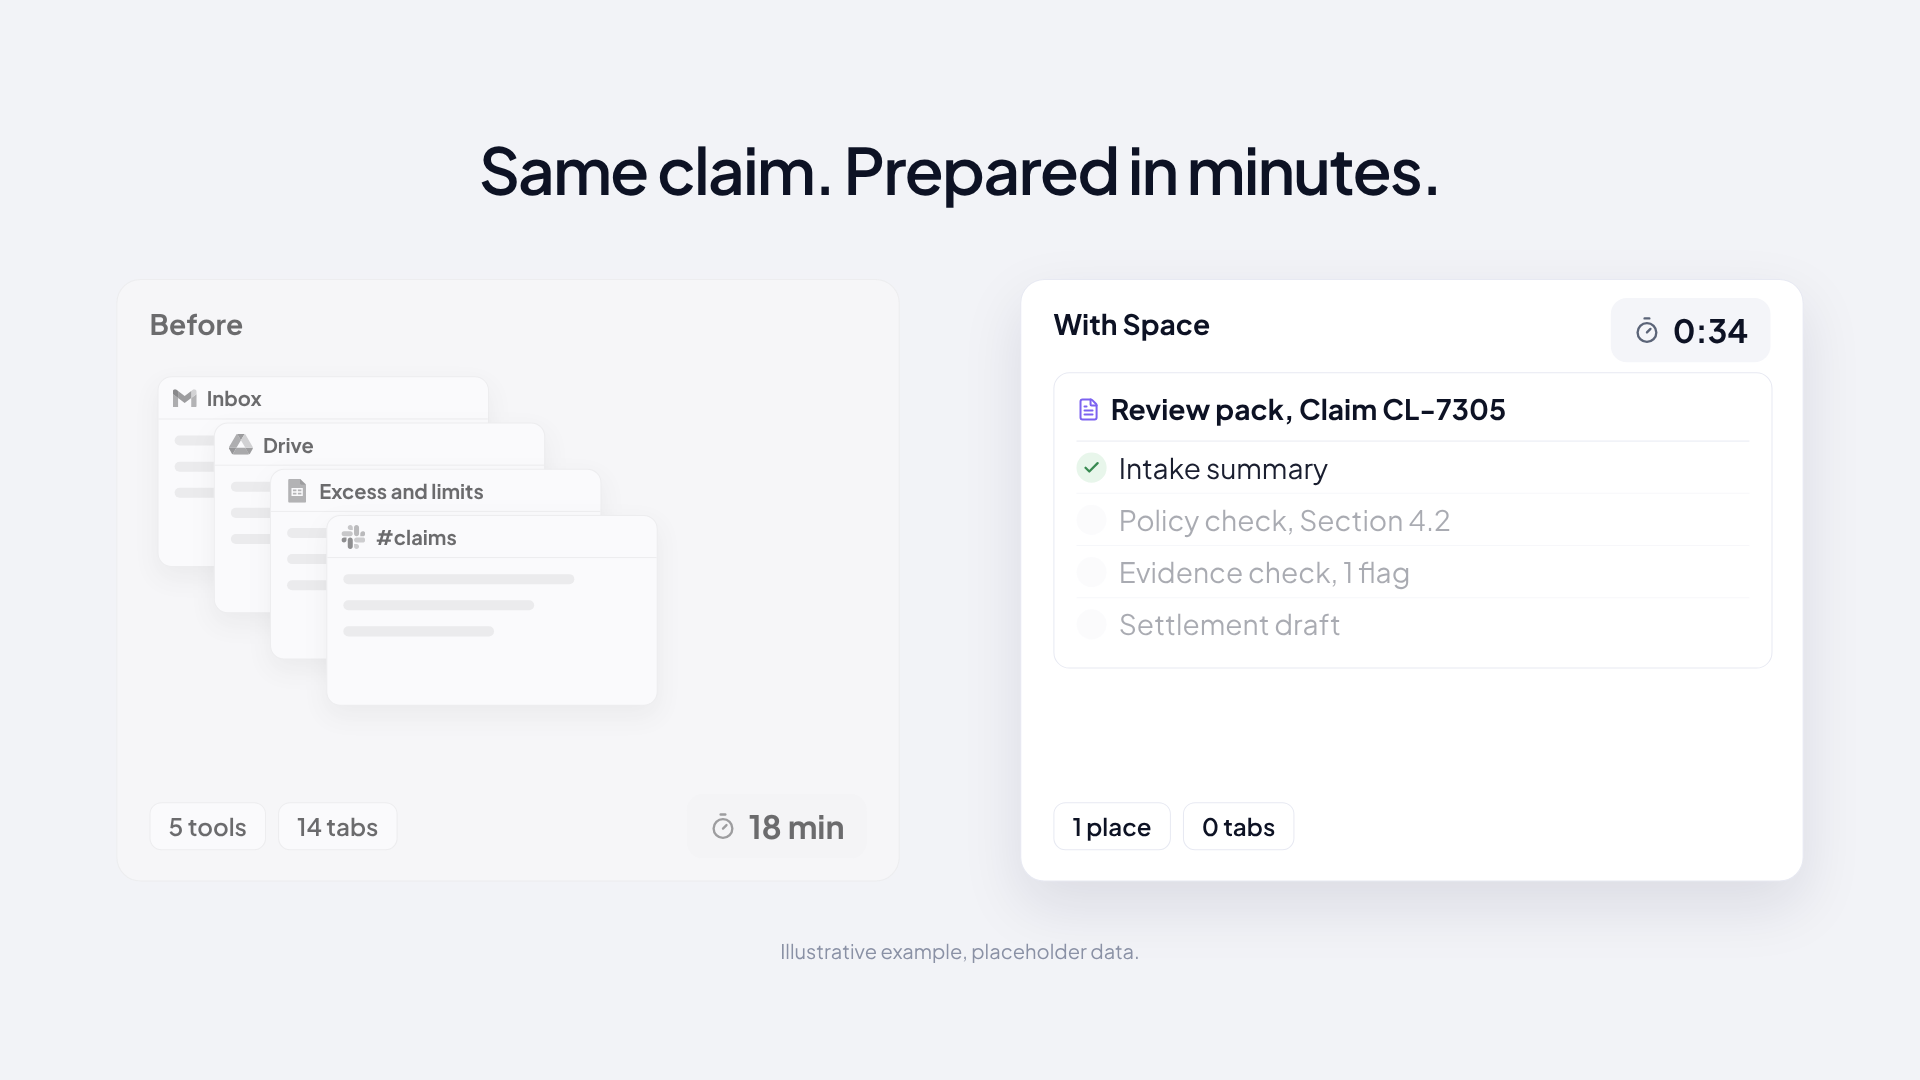 Same claim. Prepared in minutes.
Before
Inbox
Drive
Excess and limits
#claims
5 tools
14 tabs
18 min
With Space
0:34
Review pack, Claim CL-7305
Intake summary
Policy check, Section 4.2
Evidence check, 1 flag
Settlement draft
1 place
0 tabs
Illustrative example, placeholder data.